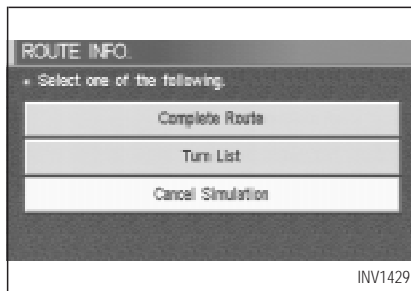 ROUTE INFO.
Select one of the following.
Complete Route
Turn List
Cancel Simulation
INV1429